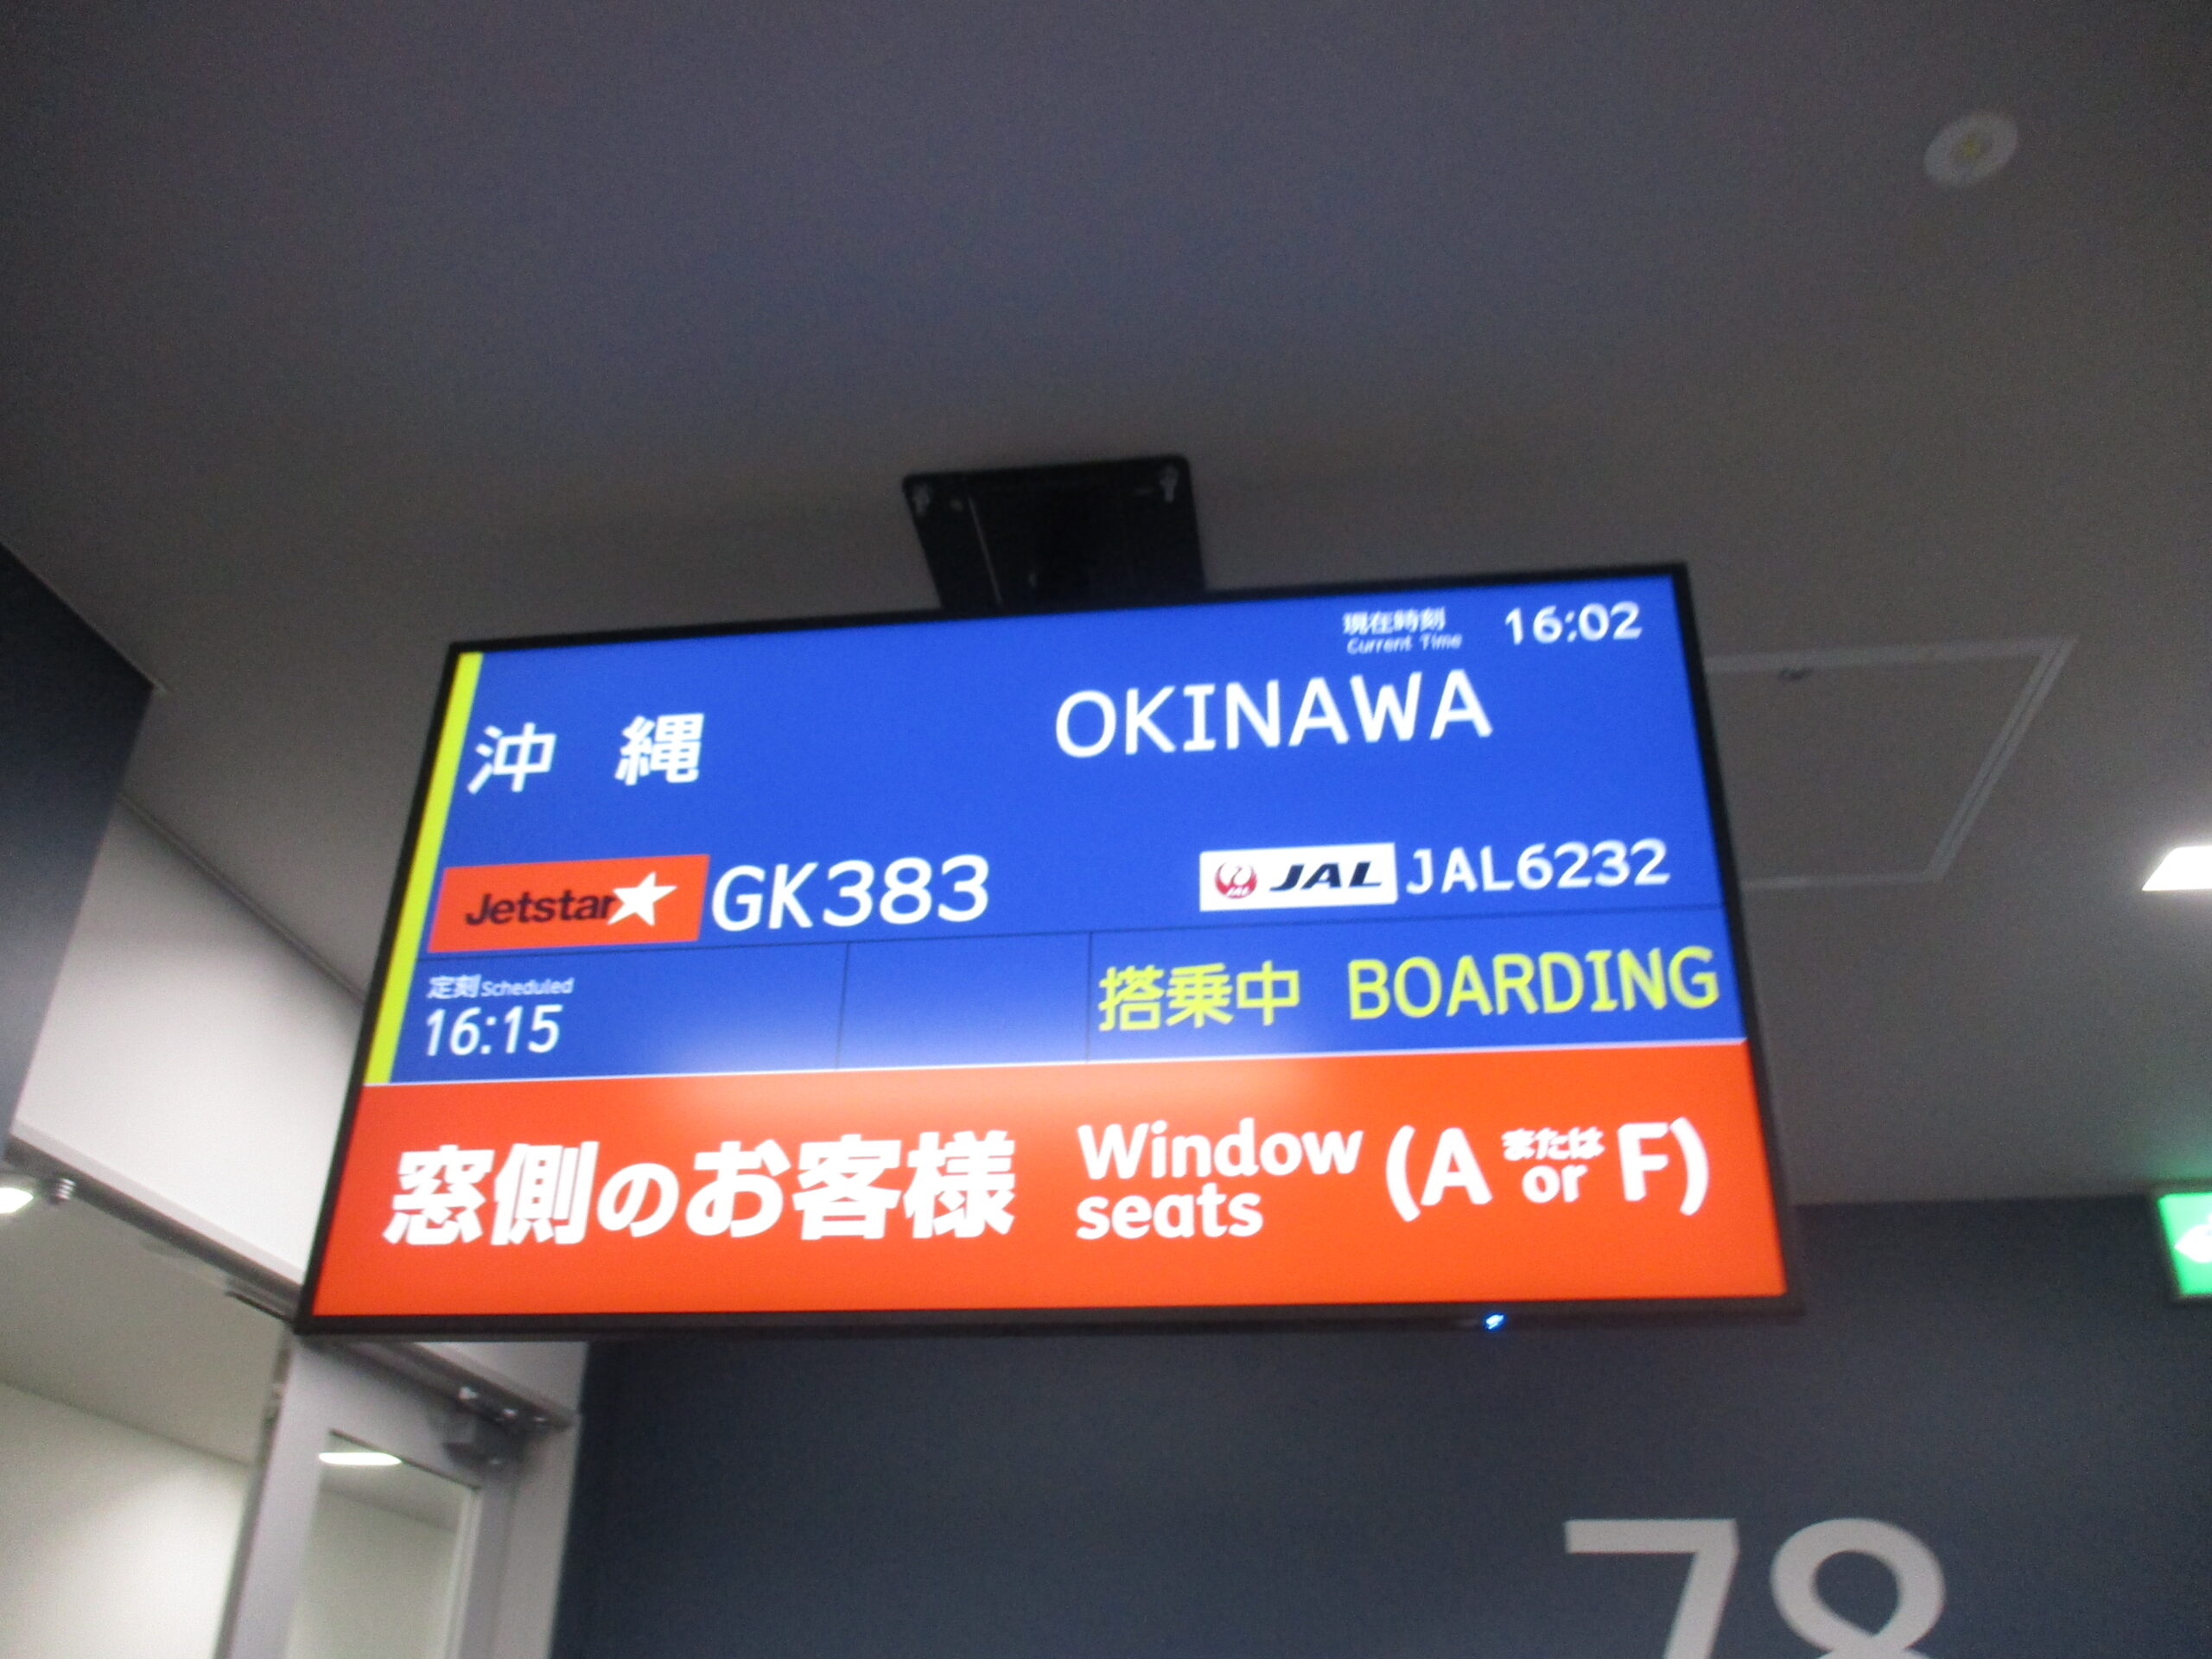 現在時刻 16:02
Current Time
沖縄 OKINAWA
Jetstar GK383 JAL JAL6232
定刻 Scheduled
16:15
搭乗中 BOARDING
窓側のお客様 Window seats (A または or F)
78